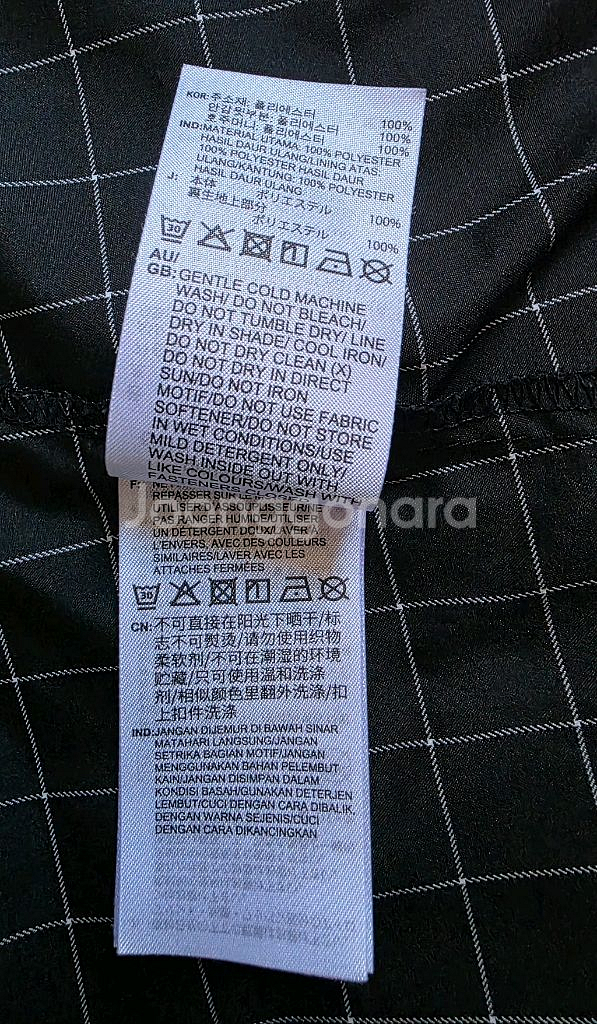 KOR: 주소재: 폴리에스터 100%
안감윗부분: 폴리에스터 100%
호주머니: 폴리에스터 100%
IND: MATERIAL UTAMA: 100% POLYESTER
HASIL DAUR ULANG/LINING ATAS:
100% POLYESTER HASIL DAUR
ULANG/KANTUNG: 100% POLYESTER
HASIL DAUR ULANG
J: 本体 ポリエステル 100%
裏生地上部分
ポリエステル 100%
30
AU/
GB: GENTLE COLD MACHINE
WASH/ DO NOT BLEACH/
DO NOT TUMBLE DRY/ LINE
DRY IN SHADE/ COOL IRON/
DO NOT DRY CLEAN (X)
DO NOT DRY IN DIRECT
SUN/DO NOT IRON
MOTIF/DO NOT USE FABRIC
SOFTENER/DO NOT STORE
IN WET CONDITIONS/USE
MILD DETERGENT ONLY/
WASH INSIDE OUT WITH
LIKE COLOURS/WASH WITH
F:
REPASSER SUR
UTILISER D'ASSOUPLISSEUR/NE
PAS RANGER HUMIDE/UTILISER
UN DÉTERGENT DOUX/LAVER À
L'ENVERS, AVEC DES COULEURS
SIMILAIRES/LAVER AVEC LES
ATTACHES FERMÉES
30
CN: 不可直接在阳光下晒干/标
志不可熨烫/请勿使用织物
柔软剂/不可在潮湿的环境
贮藏/只可使用温和洗涤
剂/相似颜色里翻外洗涤/扣
上扣件洗涤
IND: JANGAN DIJEMUR DI BAWAH SINAR
MATAHARI LANGSUNG/JANGAN
SETRIKA BAGIAN MOTIF/JANGAN
MENGGUNAKAN BAHAN PELEMBUT
KAIN/JANGAN DISIMPAN DALAM
KONDISI BASAH/GUNAKAN DETERJEN
LEMBUT/CUCI DENGAN CARA DIBALIK,
DENGAN WARNA SEJENIS/CUCI
DENGAN CARA DIKANCINGKAN